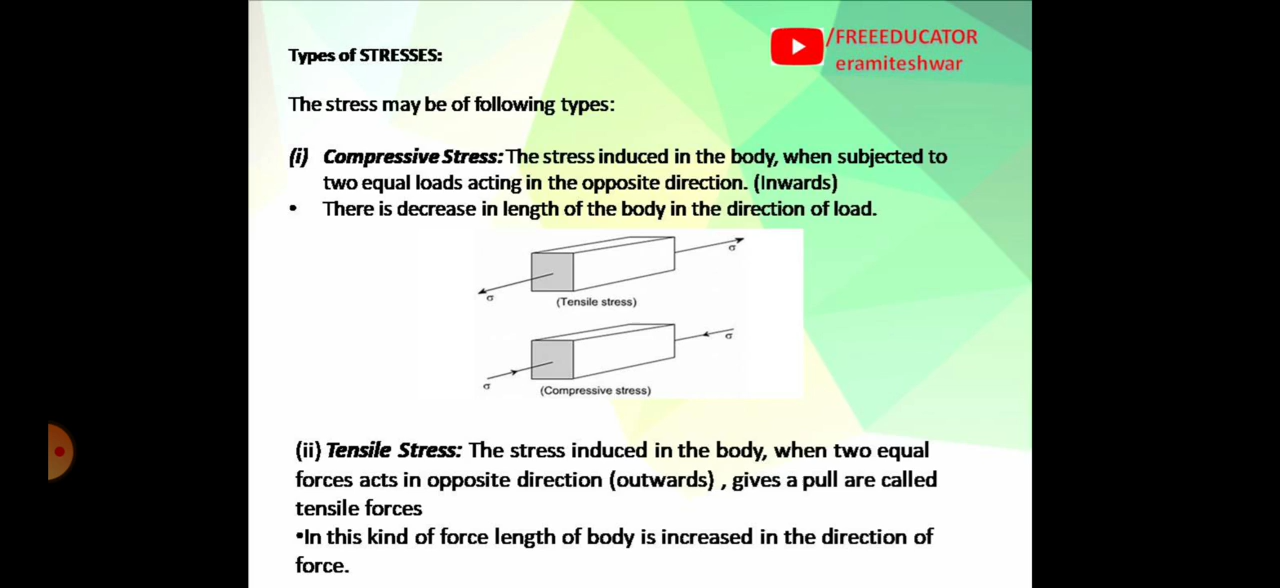 /FREEEDUCATOR
eramiteshwar
Types of STRESSES:
The stress may be of following types:
(i) Compressive Stress: The stress induced in the body, when subjected to
two equal loads acting in the opposite direction. (Inwards)
• There is decrease in length of the body in the direction of load.
σ
σ
(Tensile stress)
σ
σ
(Compressive stress)
(ii) Tensile Stress: The stress induced in the body, when two equal
forces acts in opposite direction (outwards) , gives a pull are called
tensile forces
•In this kind of force length of body is increased in the direction of
force.